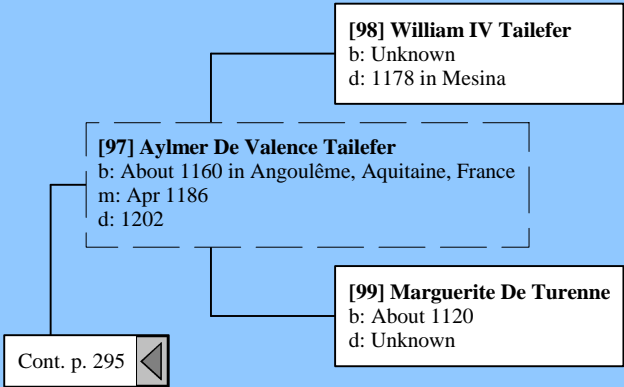 [98] William IV Tailefer
b: Unknown
d: 1178 in Mesina
[97] Aylmer De Valence Tailefer
b: About 1160 in Angoulême, Aquitaine, France
m: Apr 1186
d: 1202
[99] Marguerite De Turenne
b: About 1120
d: Unknown
Cont. p. 295